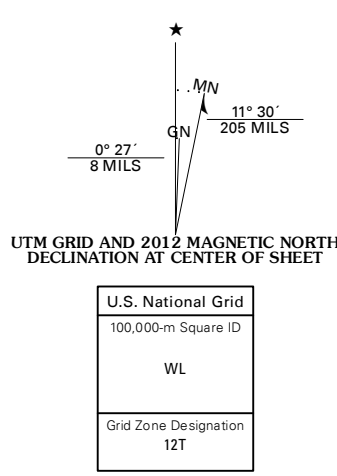 ★
MN
11° 30´
205 MILS
GN
0° 27´
8 MILS
UTM GRID AND 2012 MAGNETIC NORTH
DECLINATION AT CENTER OF SHEET
U.S. National Grid
100,000-m Square ID
WL
Grid Zone Designation
12T